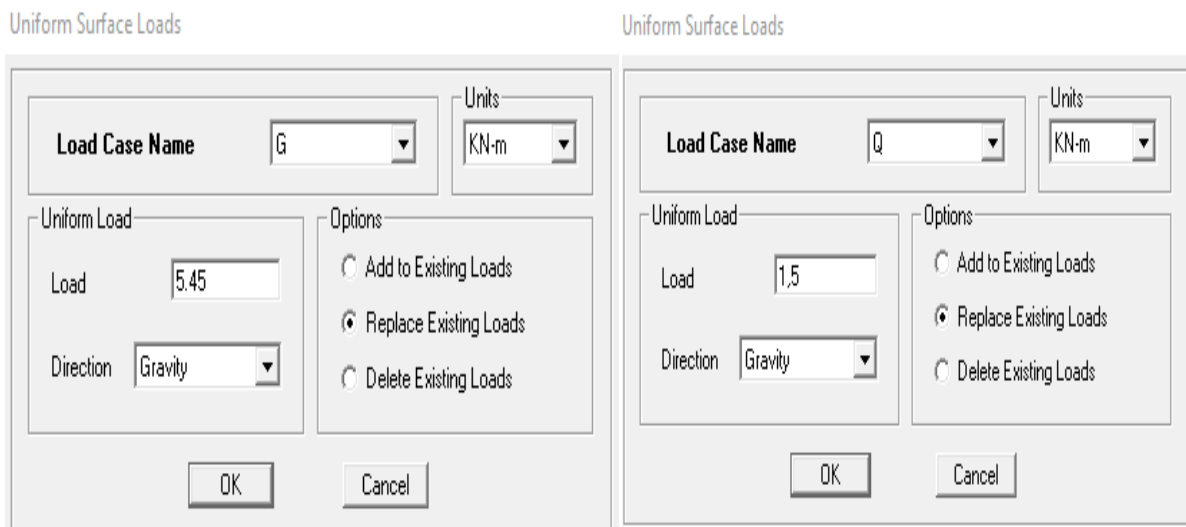 Uniform Surface Loads
Units
Load Case Name G KN-m
Uniform Load Options
Load 5.45 Add to Existing Loads
Replace Existing Loads
Direction Gravity Delete Existing Loads
OK Cancel
Uniform Surface Loads
Units
Load Case Name Q KN-m
Uniform Load Options
Load 1,5 Add to Existing Loads
Replace Existing Loads
Direction Gravity Delete Existing Loads
OK Cancel